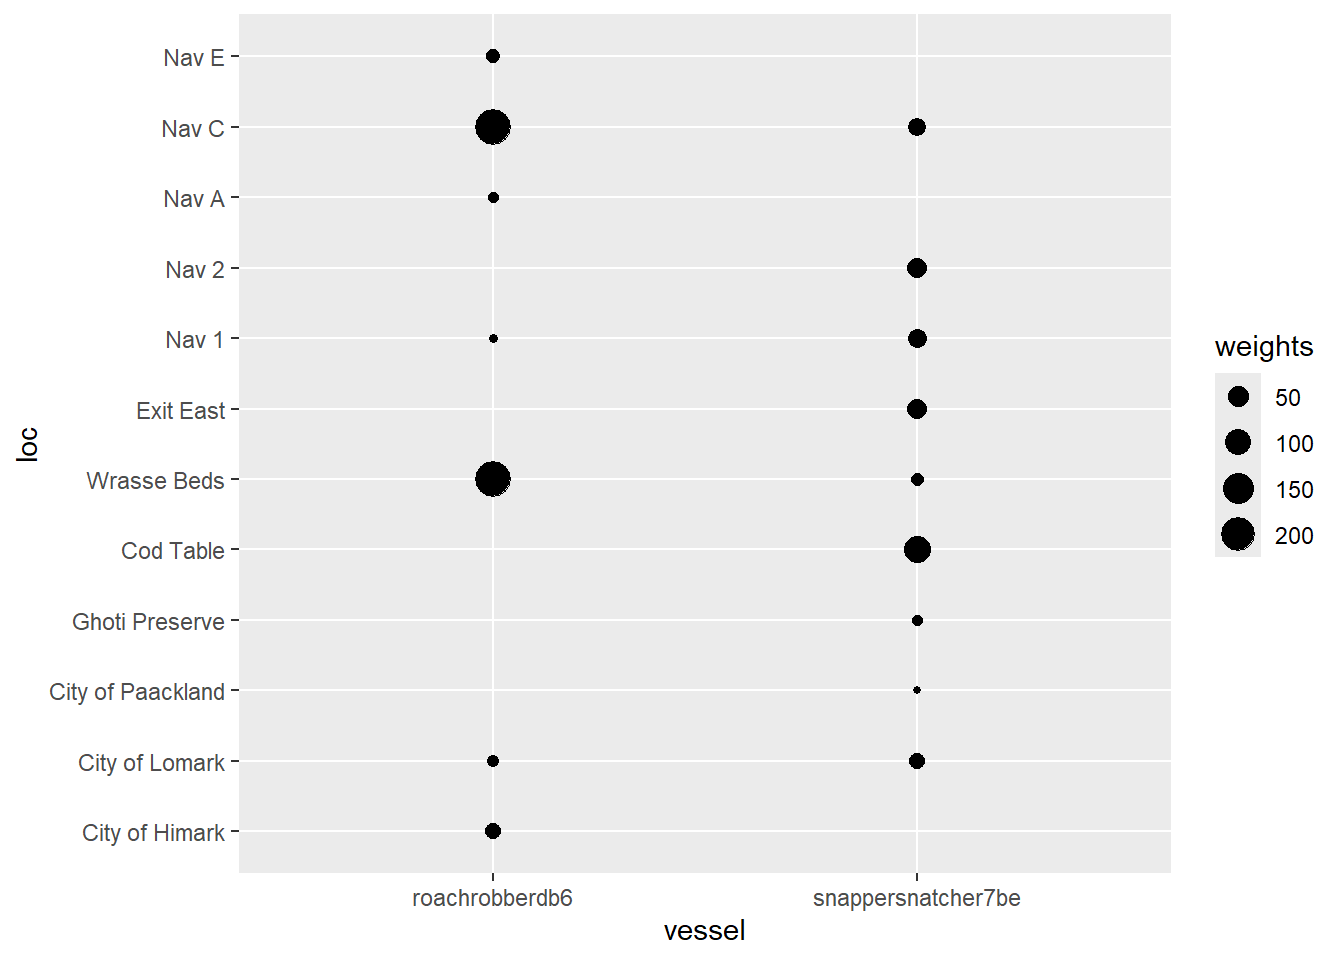 Nav E
Nav C
Nav A
Nav 2
Nav 1
Exit East
Wrasse Beds
Cod Table
Ghoti Preserve
City of Paackland
City of Lomark
City of Himark
loc
roachrobberdb6
snappersnatcher7be
vessel
weights
50
100
150
200